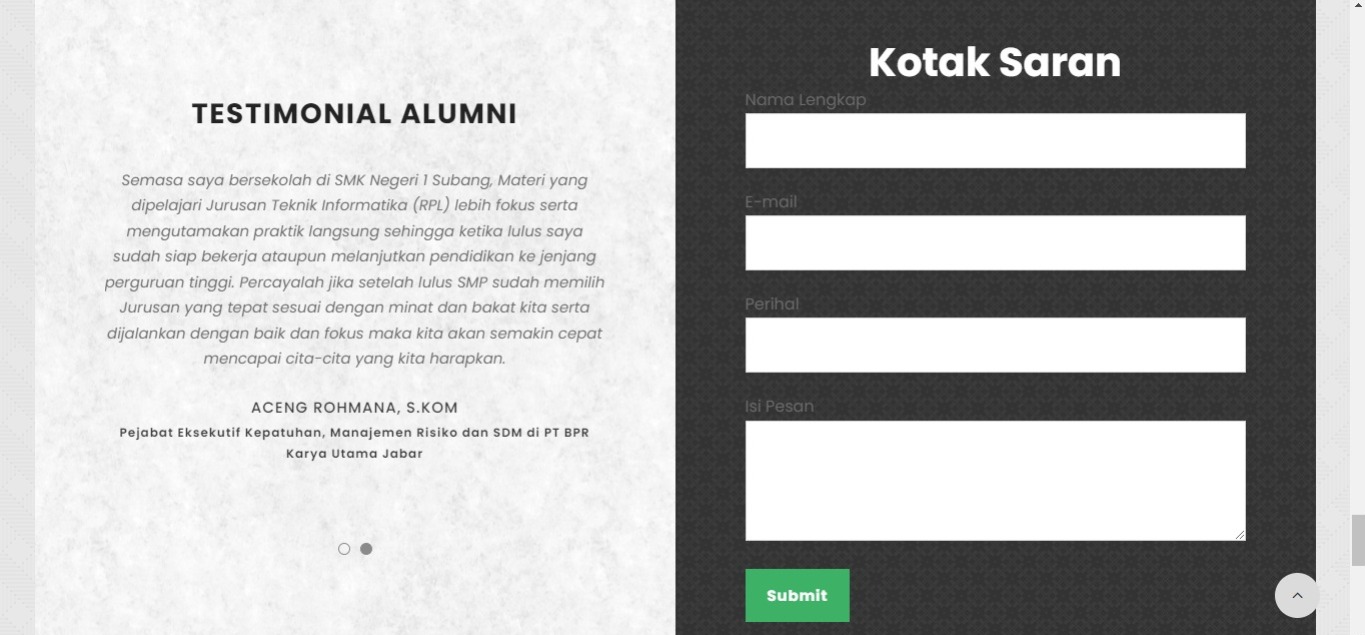 TESTIMONIAL ALUMNI
Semasa saya bersekolah di SMK Negeri 1 Subang, Materi yang
dipelajari Jurusan Teknik Informatika (RPL) lebih fokus serta
mengutamakan praktik langsung sehingga ketika lulus saya
sudah siap bekerja ataupun melanjutkan pendidikan ke jenjang
perguruan tinggi. Percayalah jika setelah lulus SMP sudah memilih
Jurusan yang tepat sesuai dengan minat dan bakat kita serta
dijalankan dengan baik dan fokus maka kita akan semakin cepat
mencapai cita-cita yang kita harapkan.
ACENG ROHMANA, S.KOM
Pejabat Eksekutif Kepatuhan, Manajemen Risiko dan SDM di PT BPR
Karya Utama Jabar
Kotak Saran
Nama Lengkap
E-mail
Perihal
Isi Pesan
Submit